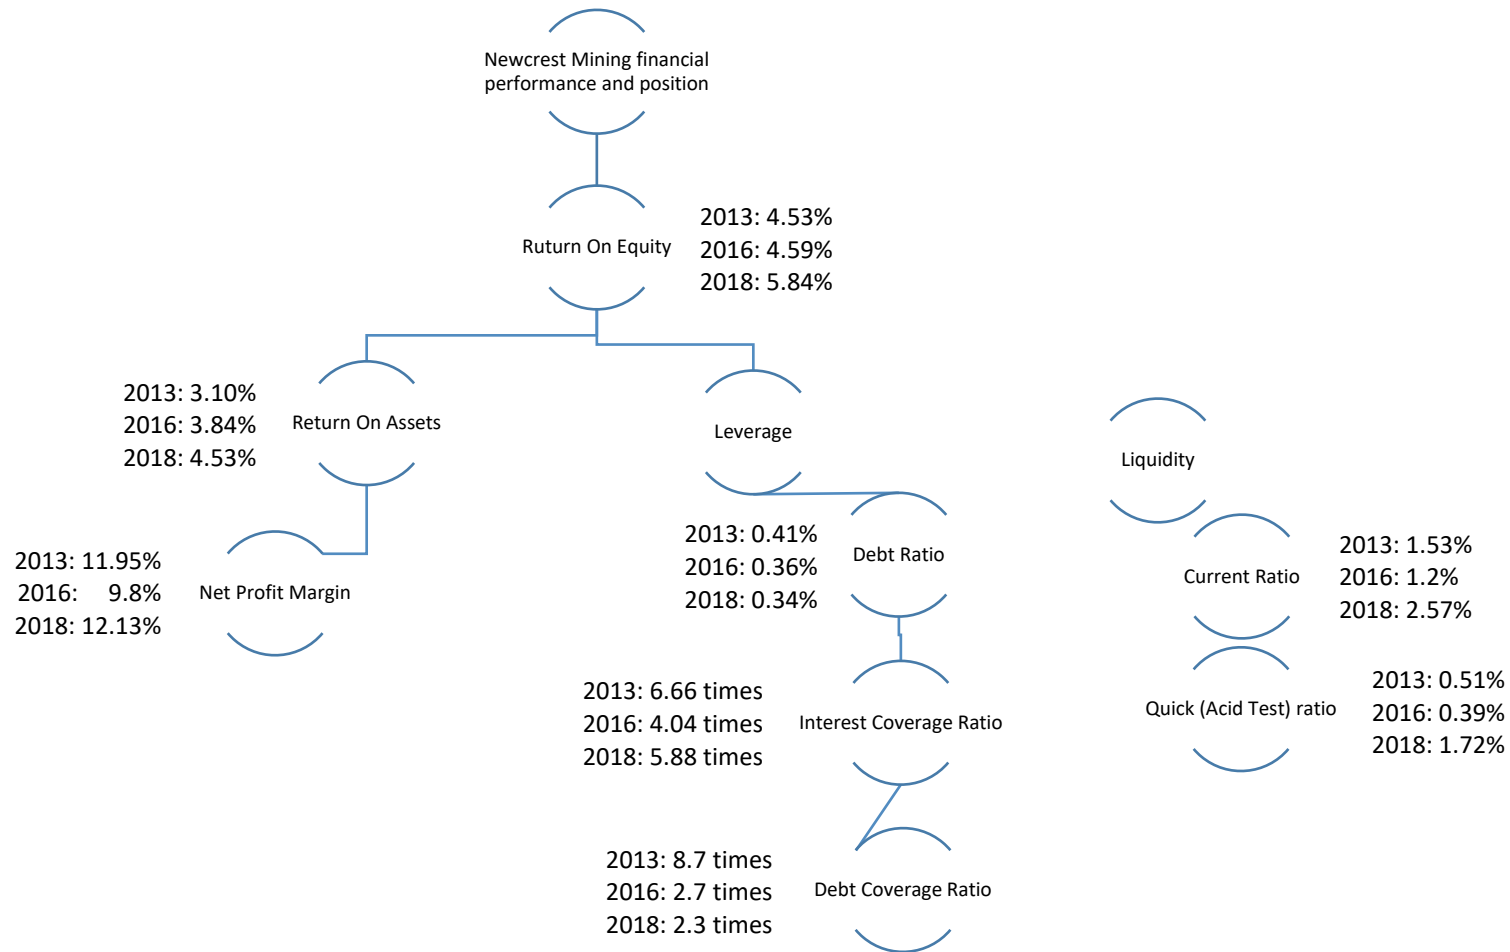 Newcrest Mining financial
performance and position
Ruturn On Equity
2013: 4.53%
2016: 4.59%
2018: 5.84%
2013: 3.10%
2016: 3.84%
2018: 4.53%
Return On Assets
Leverage
Liquidity
2013: 11.95%
2016: 9.8%
2018: 12.13%
Net Profit Margin
2013: 0.41%
2016: 0.36%
2018: 0.34%
Debt Ratio
Current Ratio
2013: 1.53%
2016: 1.2%
2018: 2.57%
2013: 6.66 times
2016: 4.04 times
2018: 5.88 times
Interest Coverage Ratio
Quick (Acid Test) ratio
2013: 0.51%
2016: 0.39%
2018: 1.72%
2013: 8.7 times
2016: 2.7 times
2018: 2.3 times
Debt Coverage Ratio